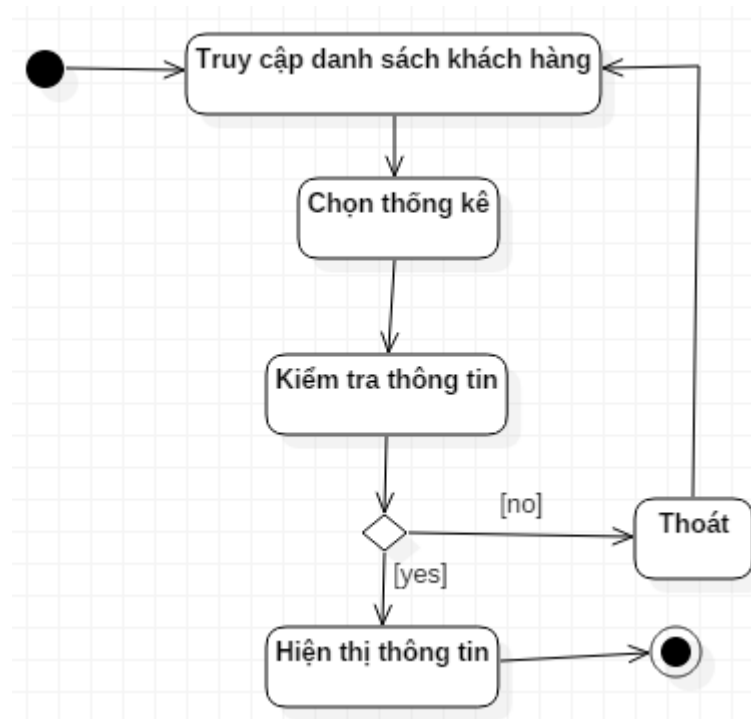 Truy cập danh sách khách hàng
Chọn thống kê
Kiểm tra thông tin
[no]
Thoát
[yes]
Hiện thị thông tin